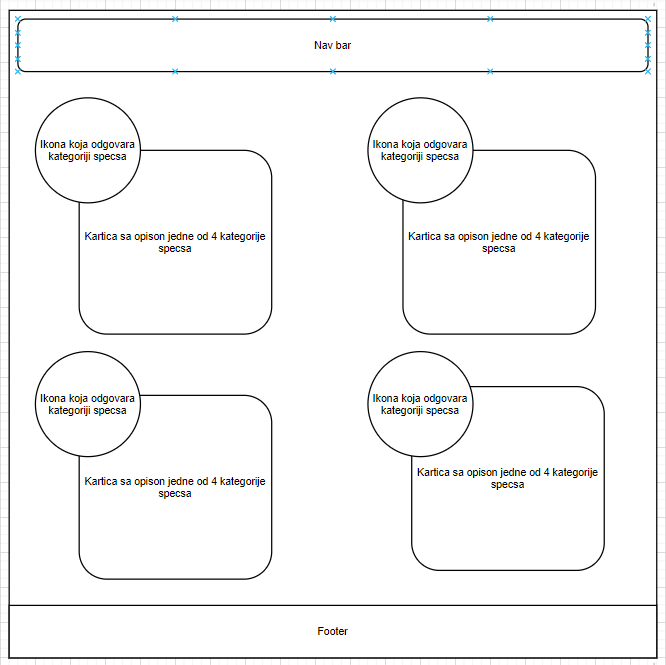 Nav bar
Ikona koja odgovara
kategoriji specsa
Ikona koja odgovara
kategoriji specsa
Kartica sa opison jedne od 4 kategorije
specsa
Kartica sa opison jedne od 4 kategorije
specsa
Ikona koja odgovara
kategoriji specsa
Ikona koja odgovara
kategoriji specsa
Kartica sa opison jedne od 4 kategorije
specsa
Kartica sa opison jedne od 4 kategorije
specsa
Footer